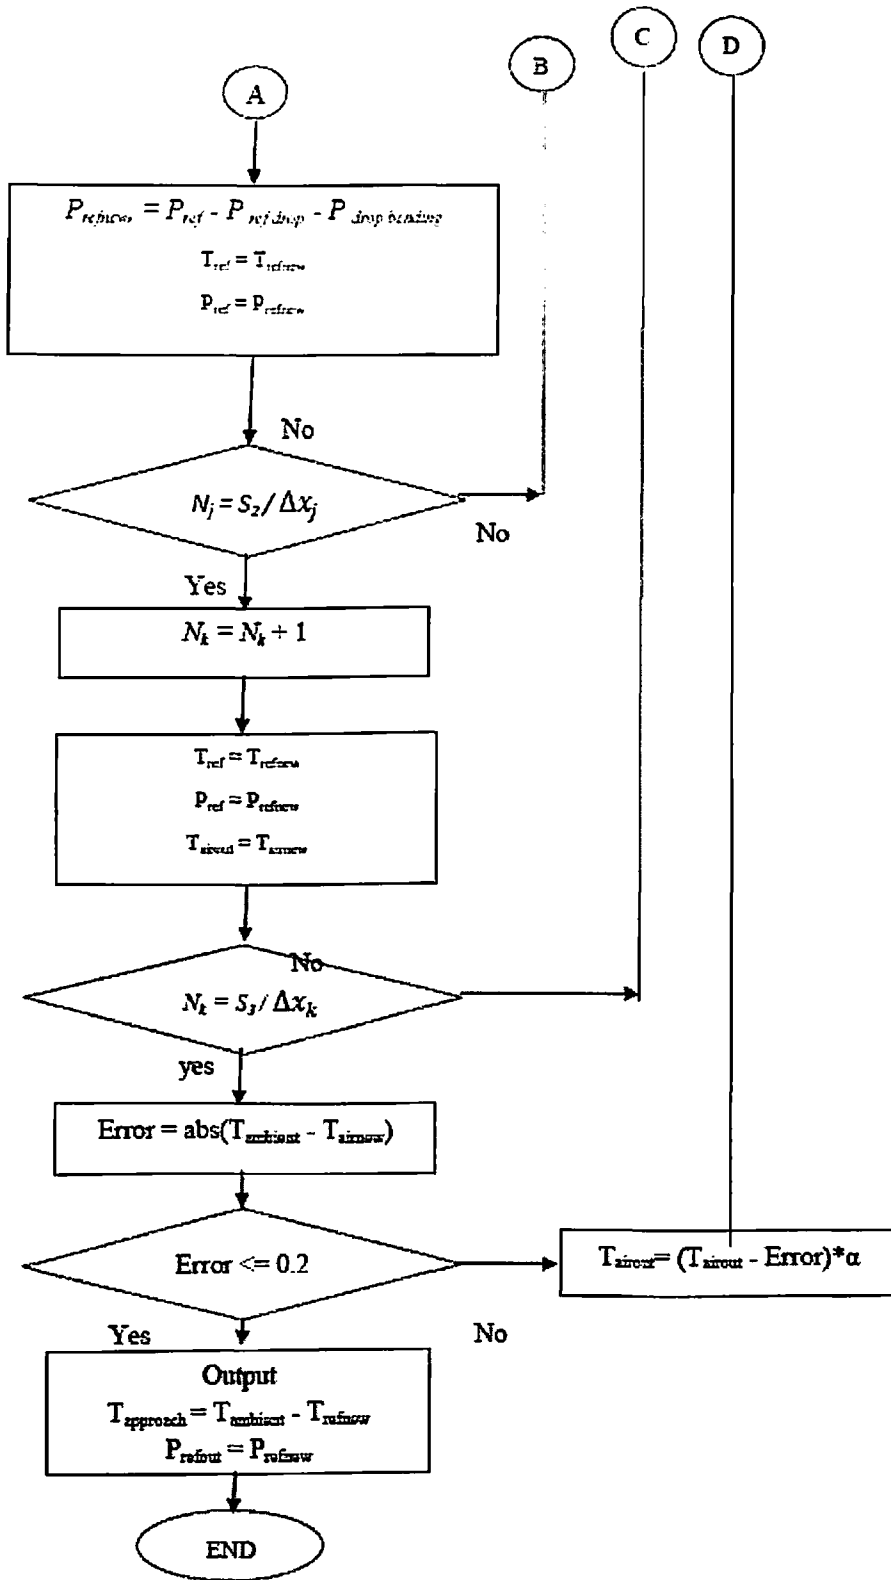 C
D
B
A
P_refnew = P_ref - P_ref drop - P_drop bending
T_ref = T_refnew
P_ref = P_refnew
No
N_j = S_2 / Δx_j
No
Yes
N_k = N_k + 1
T_ref = T_refnew
P_ref = P_refnew
T_airout = T_airnew
No
N_k = S_3 / Δx_k
yes
Error = abs(T_ambient - T_airnew)
Error <= 0.2
T_airout = (T_airout - Error)*α
Yes
No
Output
T_approach = T_ambient - T_refnew
P_refout = P_refnew
END